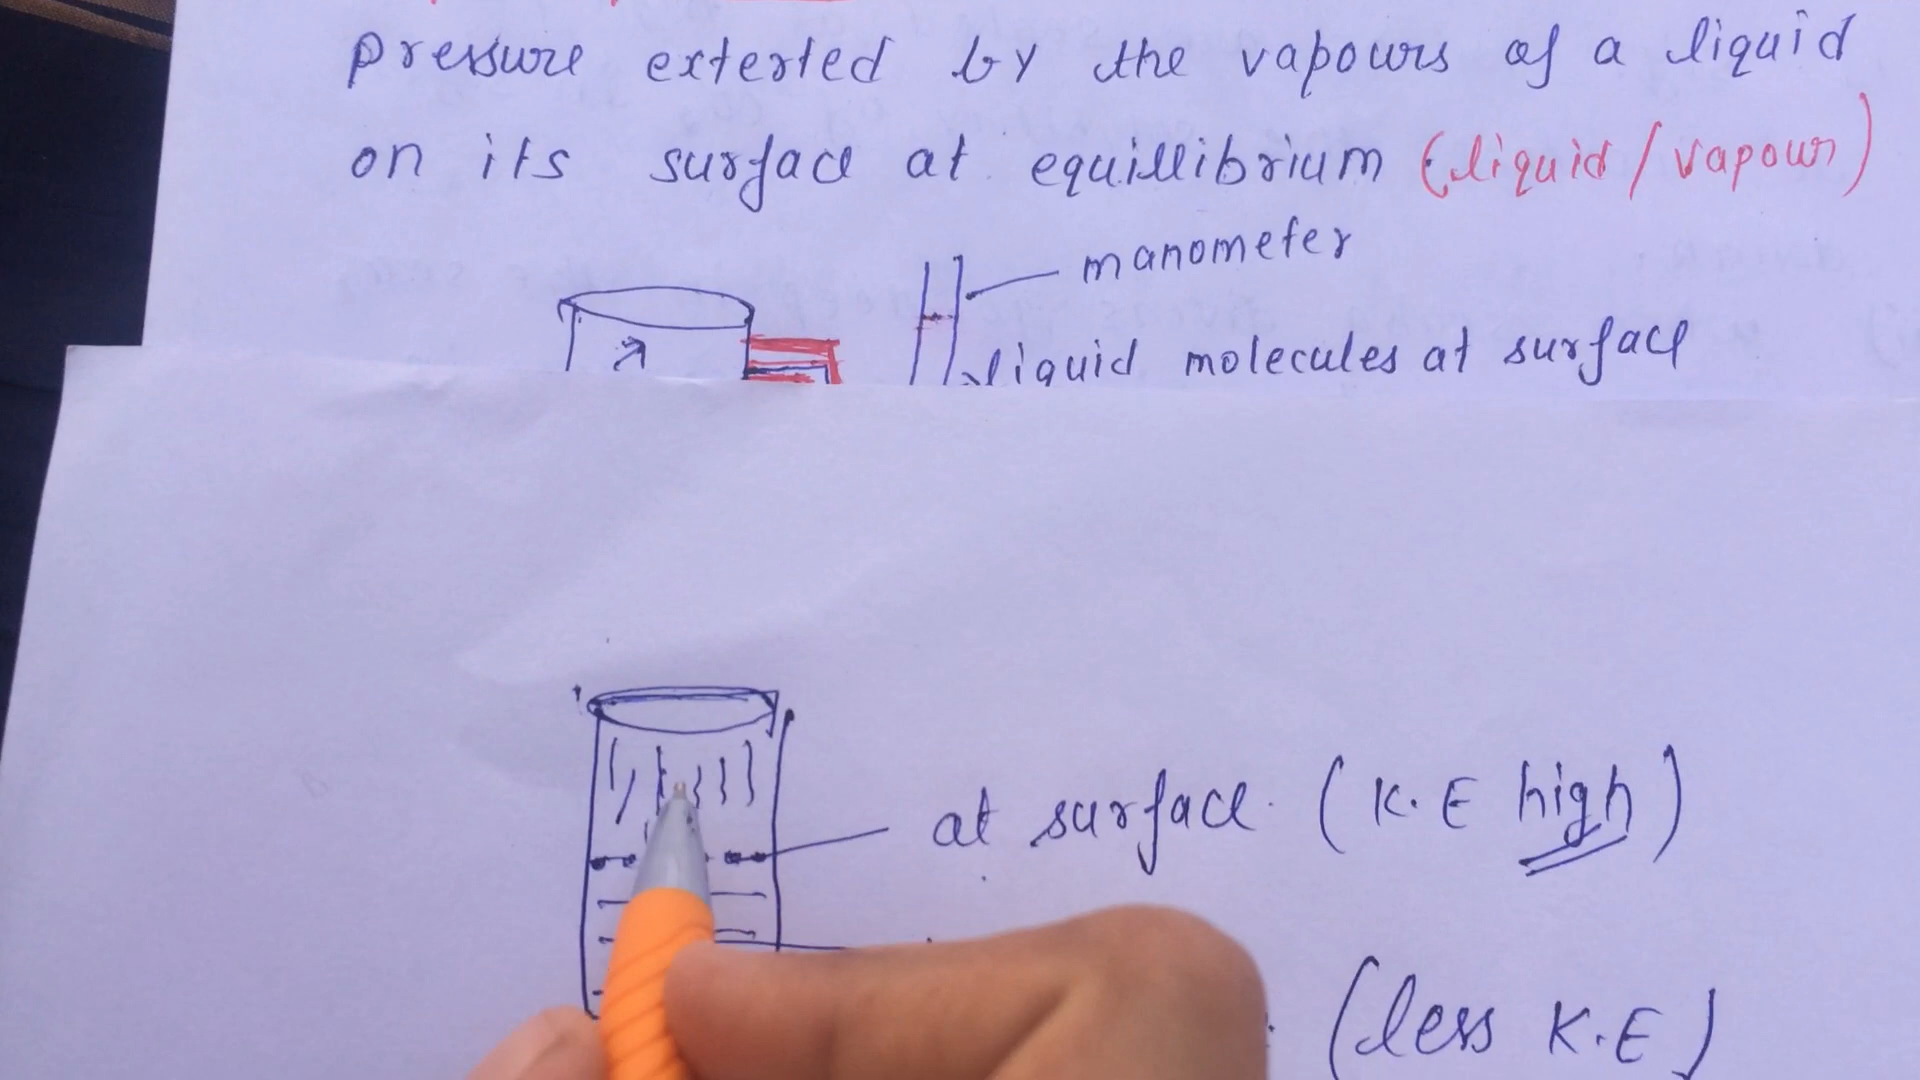 pressure exterted by the vapours of a liquid
on its surface at equillibrium (liquid/vapour)
manometer
liquid molecules at surface
at surface. (K.E high)
(less K.E)